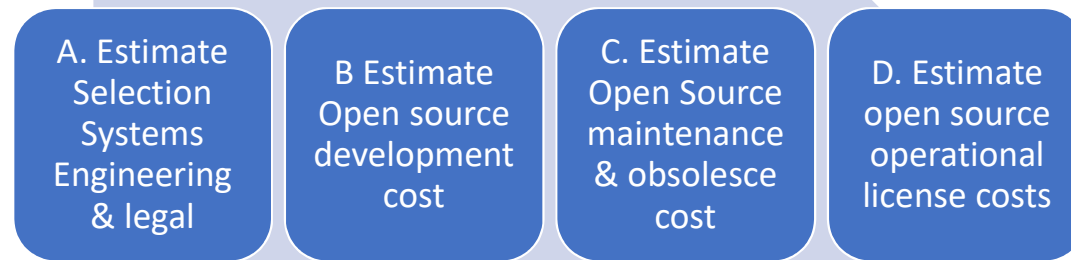 A. Estimate
Selection
Systems
Engineering
& legal
B Estimate
Open source
development
cost
C. Estimate
Open Source
maintenance
& obsolesce
cost
D. Estimate
open source
operational
license costs